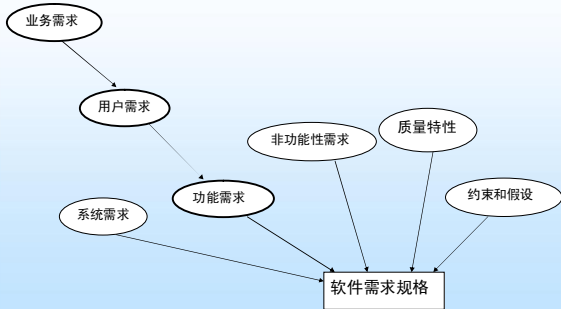 业务需求
用户需求
非功能性需求
质量特性
功能需求
约束和假设
系统需求
软件需求规格